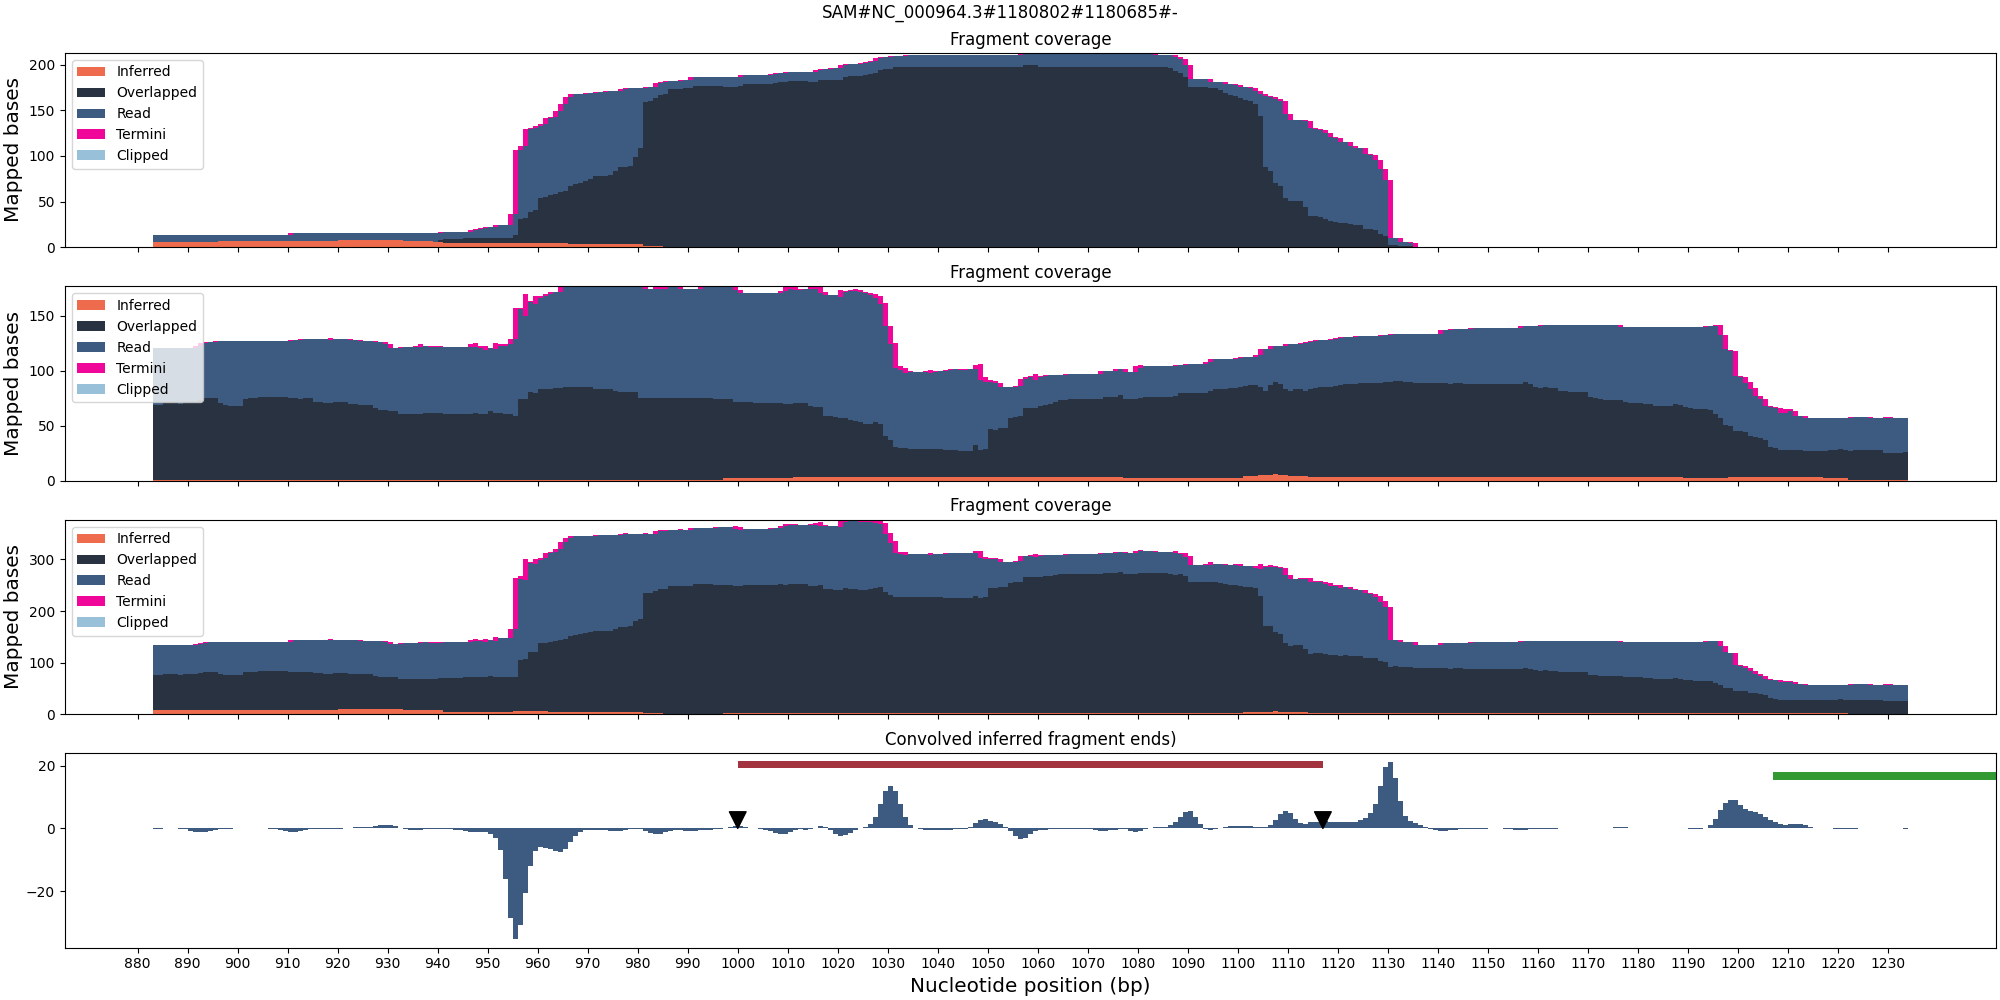 SAM#NC_000964.3#1180802#1180685#-
Fragment coverage
Mapped bases
200
150
100
50
0
Inferred
Overlapped
Read
Termini
Clipped
Fragment coverage
Mapped bases
150
100
50
0
Inferred
Overlapped
Read
Termini
Clipped
Fragment coverage
Mapped bases
300
200
100
0
Inferred
Overlapped
Read
Termini
Clipped
Convolved inferred fragment ends)
20
0
−20
880 890 900 910 920 930 940 950 960 970 980 990 1000 1010 1020 1030 1040 1050 1060 1070 1080 1090 1100 1110 1120 1130 1140 1150 1160 1170 1180 1190 1200 1210 1220 1230
Nucleotide position (bp)